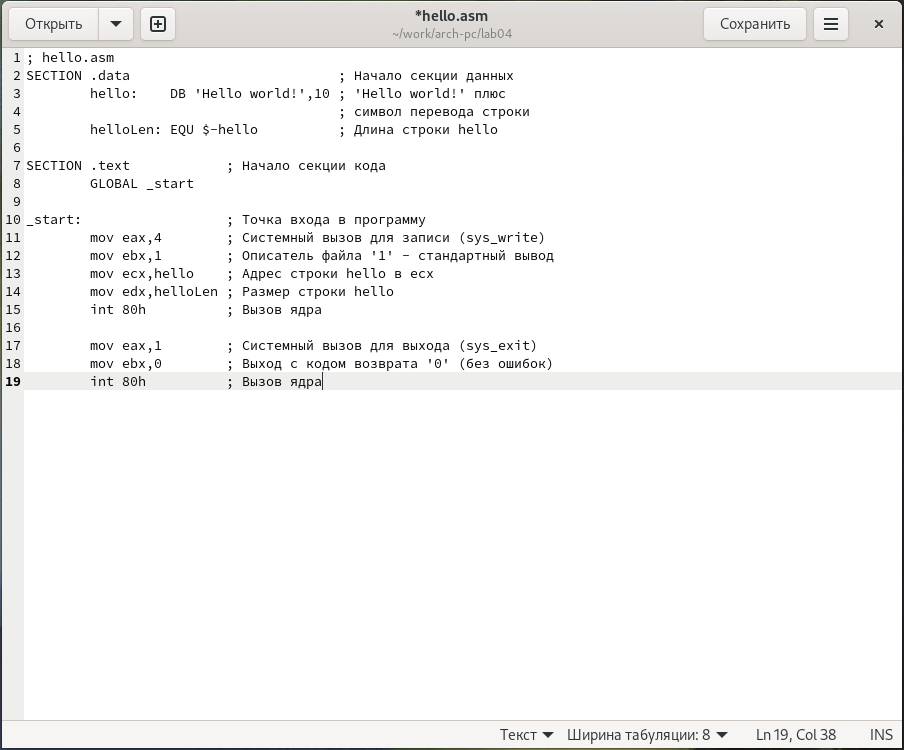 Открыть
*hello.asm
~/work/arch-pc/lab04
Сохранить
1 ; hello.asm
2 SECTION .data                          ; Начало секции данных
3         hello:    DB 'Hello world!',10 ; 'Hello world!' плюс
4                                        ; символ перевода строки
5         helloLen: EQU $-hello          ; Длина строки hello
6
7 SECTION .text            ; Начало секции кода
8         GLOBAL _start
9
10 _start:                  ; Точка входа в программу
11         mov eax,4        ; Системный вызов для записи (sys_write)
12         mov ebx,1        ; Описатель файла '1' - стандартный вывод
13         mov ecx,hello    ; Адрес строки hello в ecx
14         mov edx,helloLen ; Размер строки hello
15         int 80h          ; Вызов ядра
16
17         mov eax,1        ; Системный вызов для выхода (sys_exit)
18         mov ebx,0        ; Выход с кодом возврата '0' (без ошибок)
19         int 80h          ; Вызов ядра
Текст Ширина табуляции: 8 Ln 19, Col 38 INS